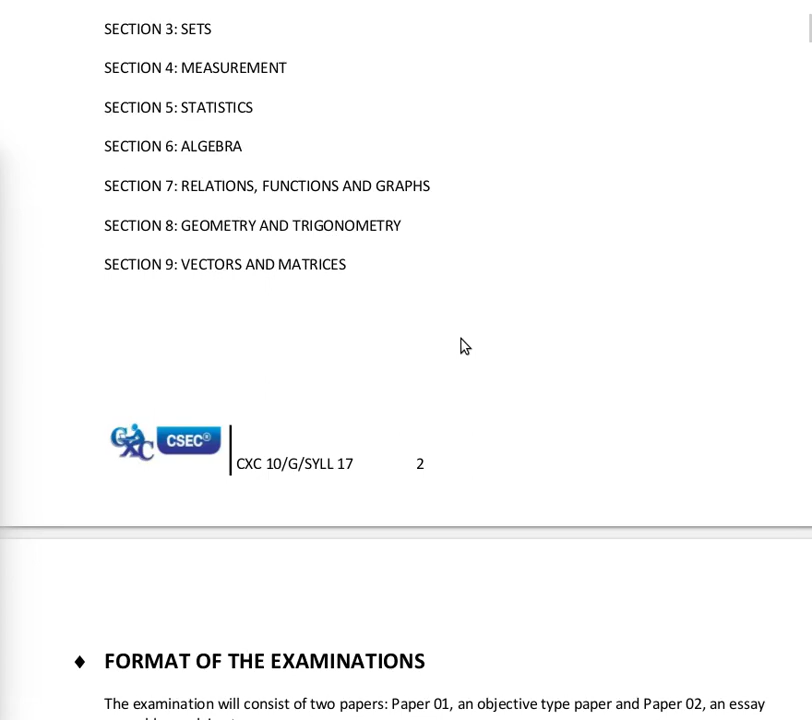 SECTION 3: SETS
SECTION 4: MEASUREMENT
SECTION 5: STATISTICS
SECTION 6: ALGEBRA
SECTION 7: RELATIONS, FUNCTIONS AND GRAPHS
SECTION 8: GEOMETRY AND TRIGONOMETRY
SECTION 9: VECTORS AND MATRICES
CXC CSEC®
CXC 10/G/SYLL 17 2
♦ FORMAT OF THE EXAMINATIONS
The examination will consist of two papers: Paper 01, an objective type paper and Paper 02, an essay